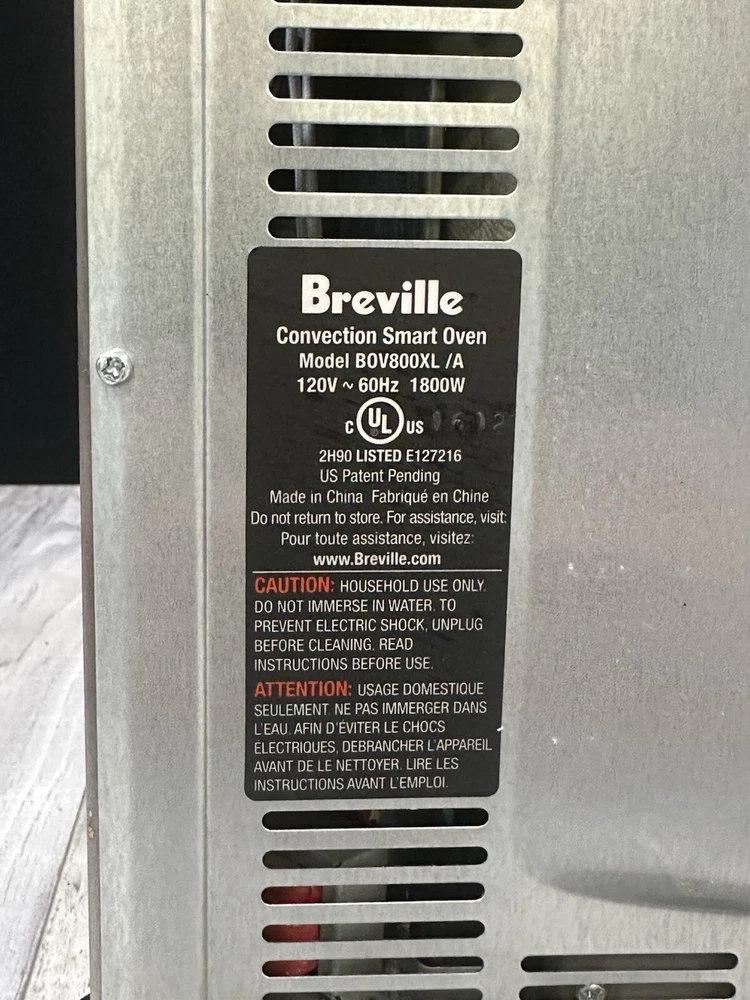 Breville
Convection Smart Oven
Model BOV800XL /A
120V ~ 60Hz 1800W
C UL US 1612
2H90 LISTED E127216
US Patent Pending
Made in China Fabriqué en Chine
Do not return to store. For assistance, visit:
Pour toute assistance, visitez:
www.Breville.com
CAUTION: HOUSEHOLD USE ONLY.
DO NOT IMMERSE IN WATER. TO
PREVENT ELECTRIC SHOCK, UNPLUG
BEFORE CLEANING. READ
INSTRUCTIONS BEFORE USE.
ATTENTION: USAGE DOMESTIQUE
SEULEMENT. NE PAS IMMERGER DANS
L'EAU. AFIN D'ÉVITER LE CHOCS
ÉLECTRIQUES, DEBRANCHER L'APPAREIL
AVANT DE LE NETTOYER. LIRE LES
INSTRUCTIONS AVANT L'EMPLOI.